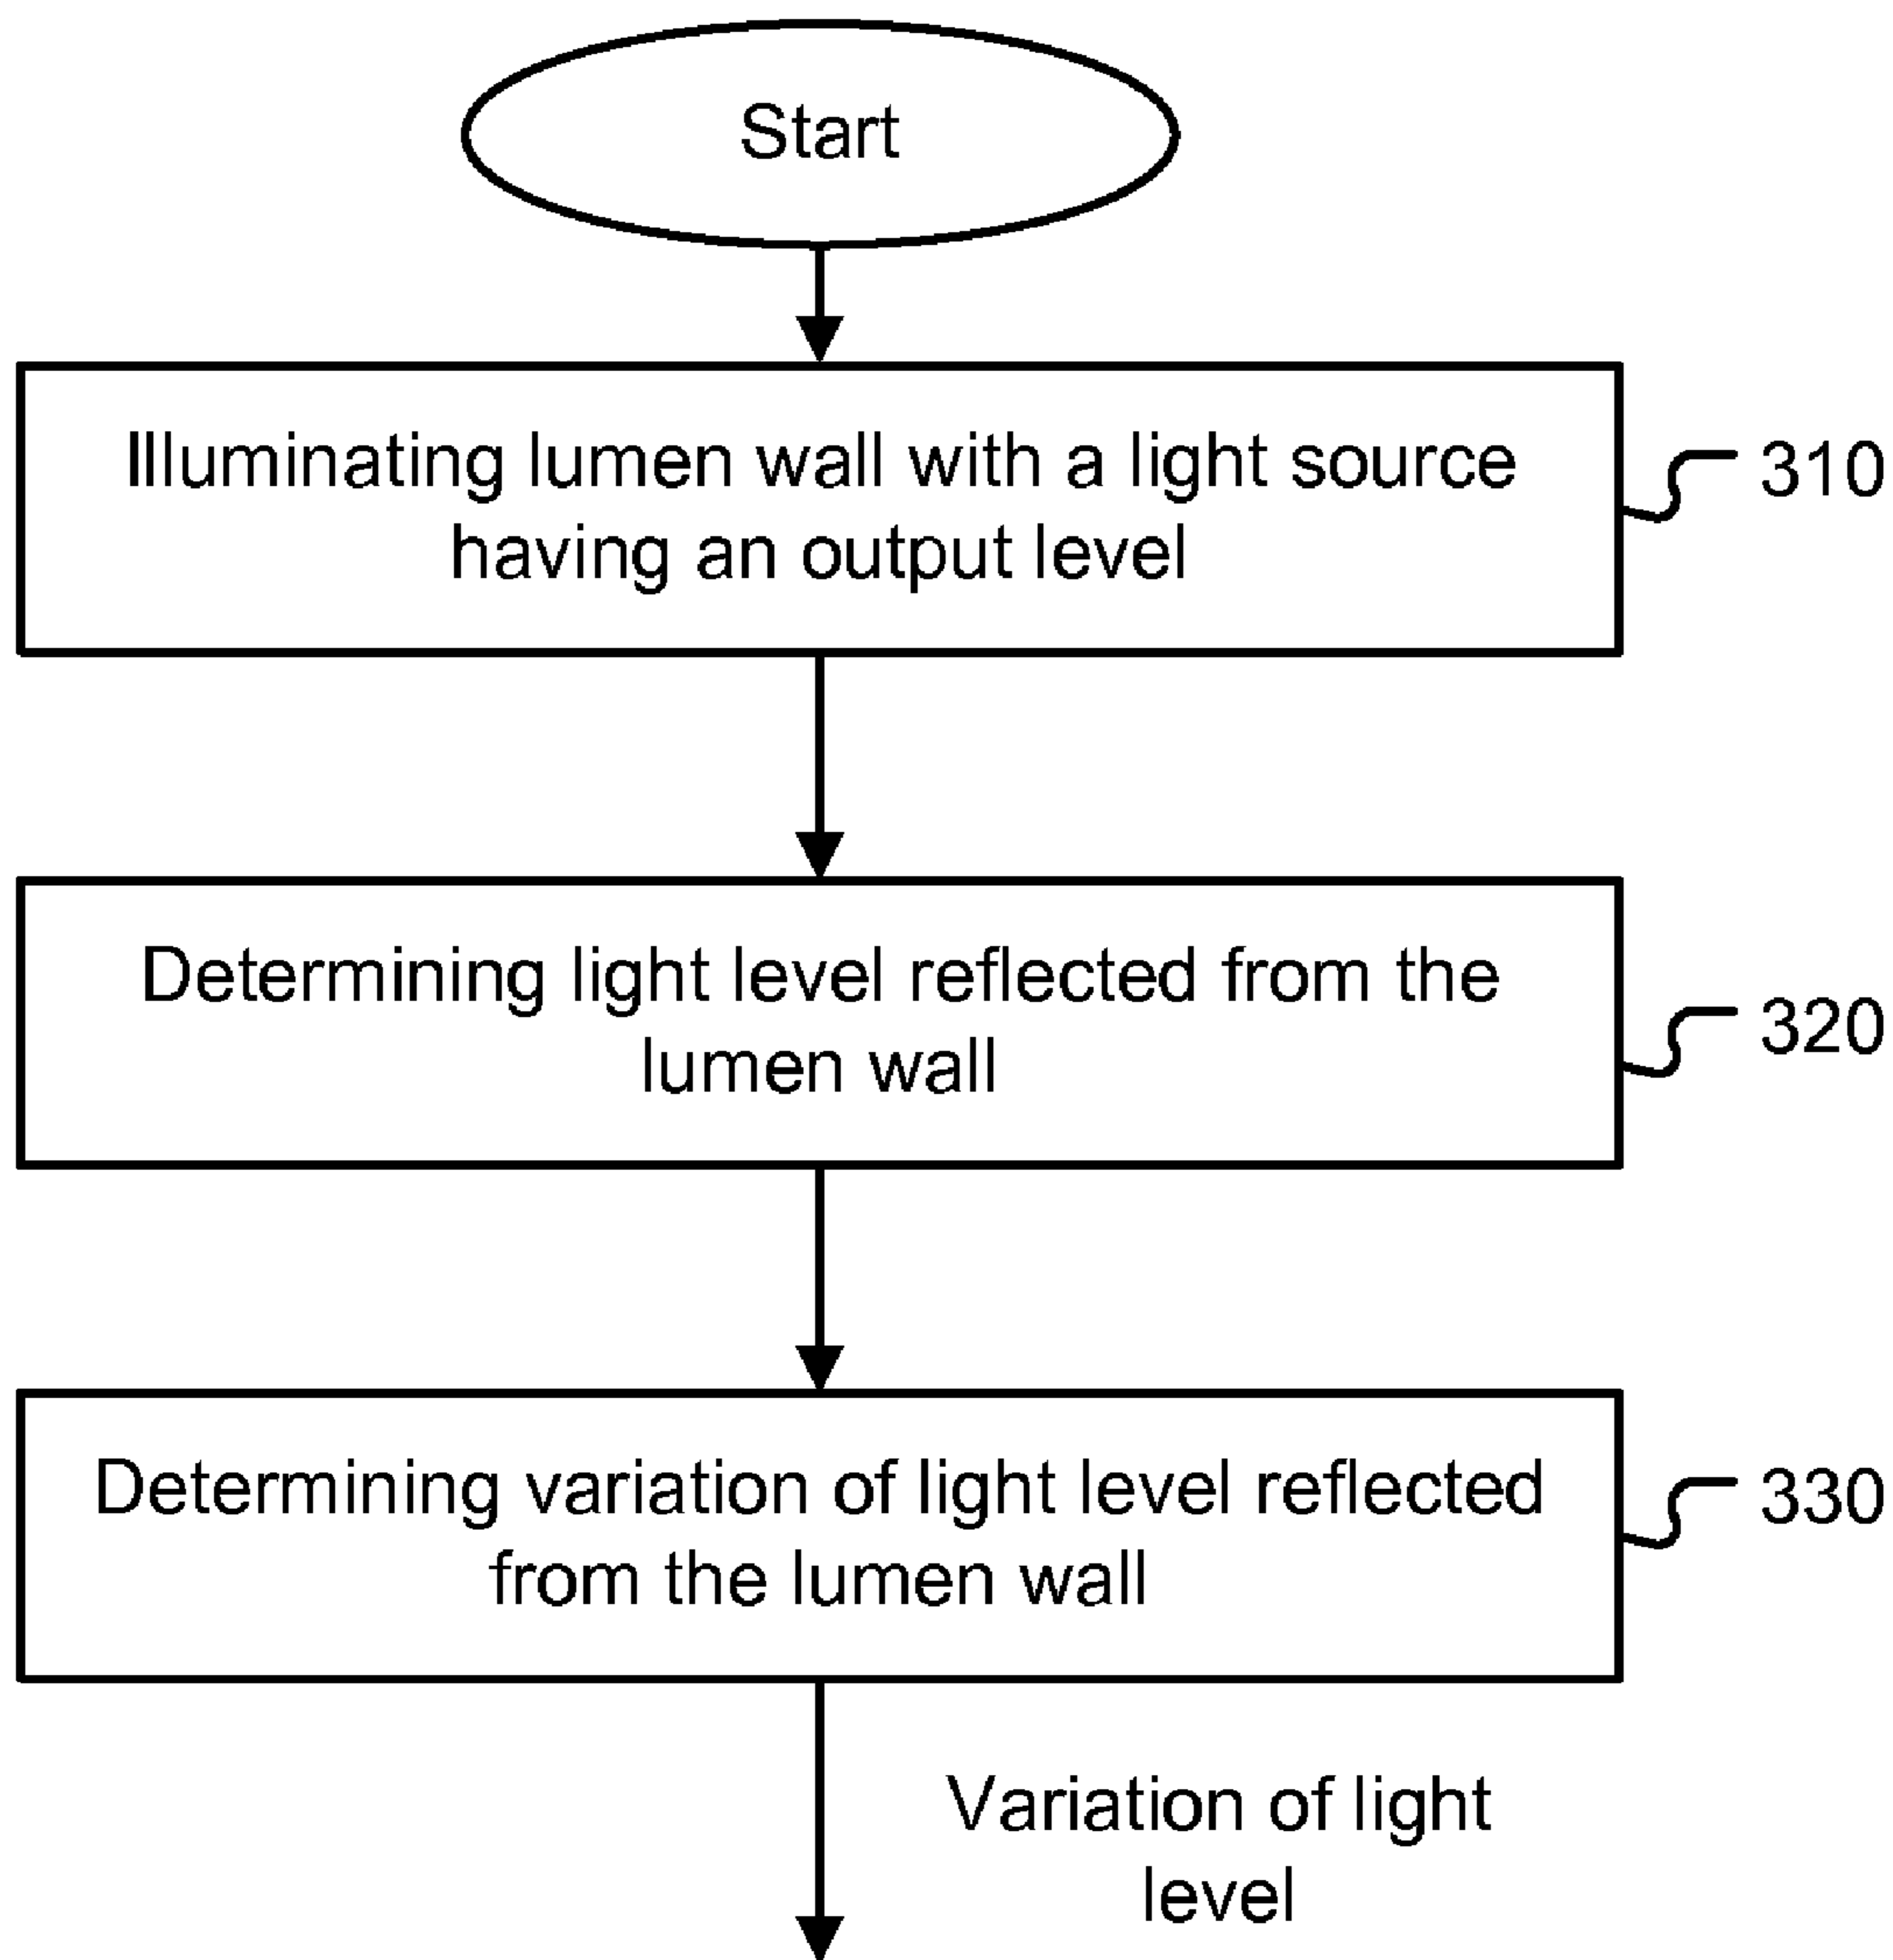 Start
Illuminating lumen wall with a light source
having an output level
310
Determining light level reflected from the
lumen wall
320
Determining variation of light level reflected
from the lumen wall
330
Variation of light
level